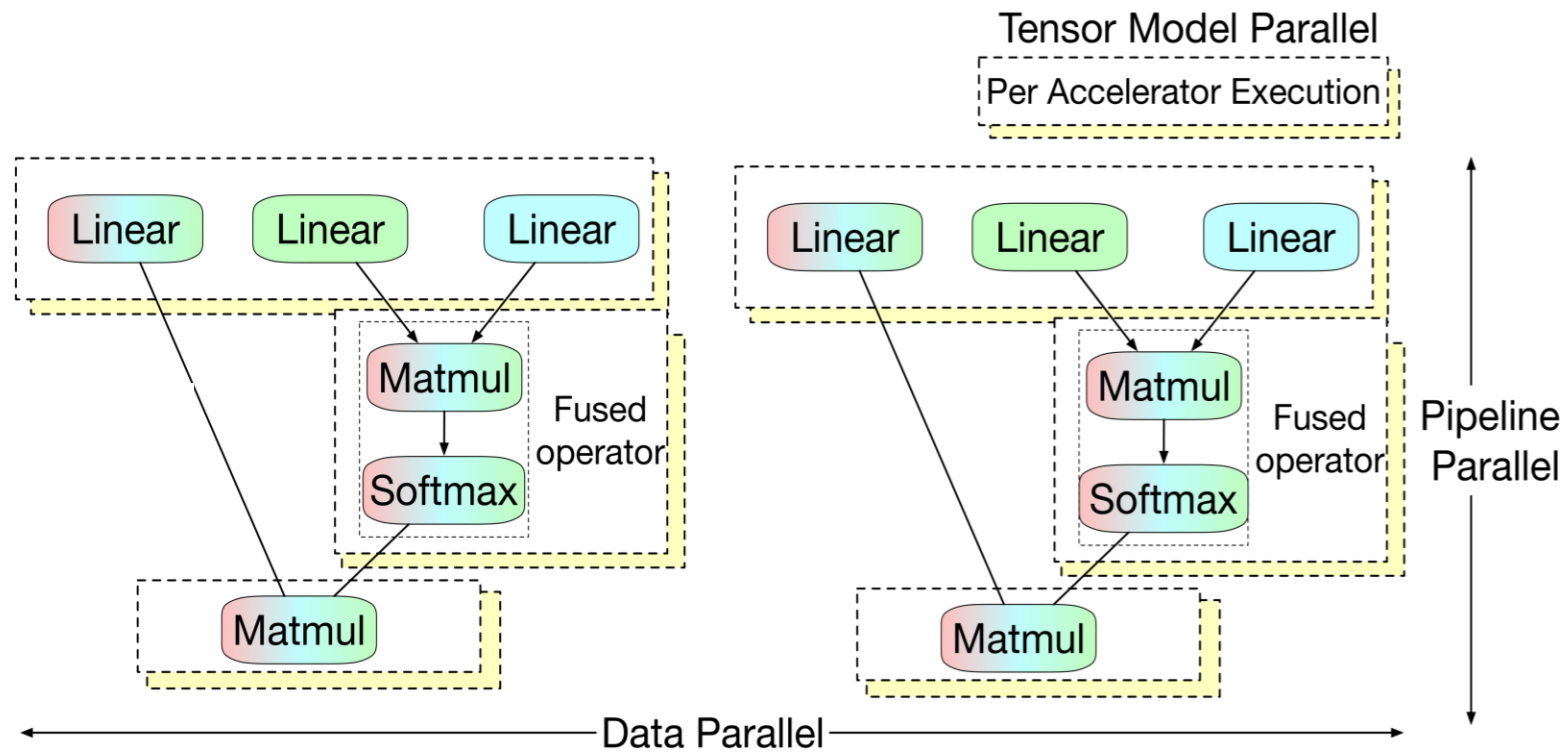 Tensor Model Parallel
Per Accelerator Execution
Linear Linear Linear
Matmul
Fused
operator
Softmax
Matmul
Linear Linear Linear
Matmul
Fused
operator
Softmax
Matmul
Pipeline
Parallel
Data Parallel